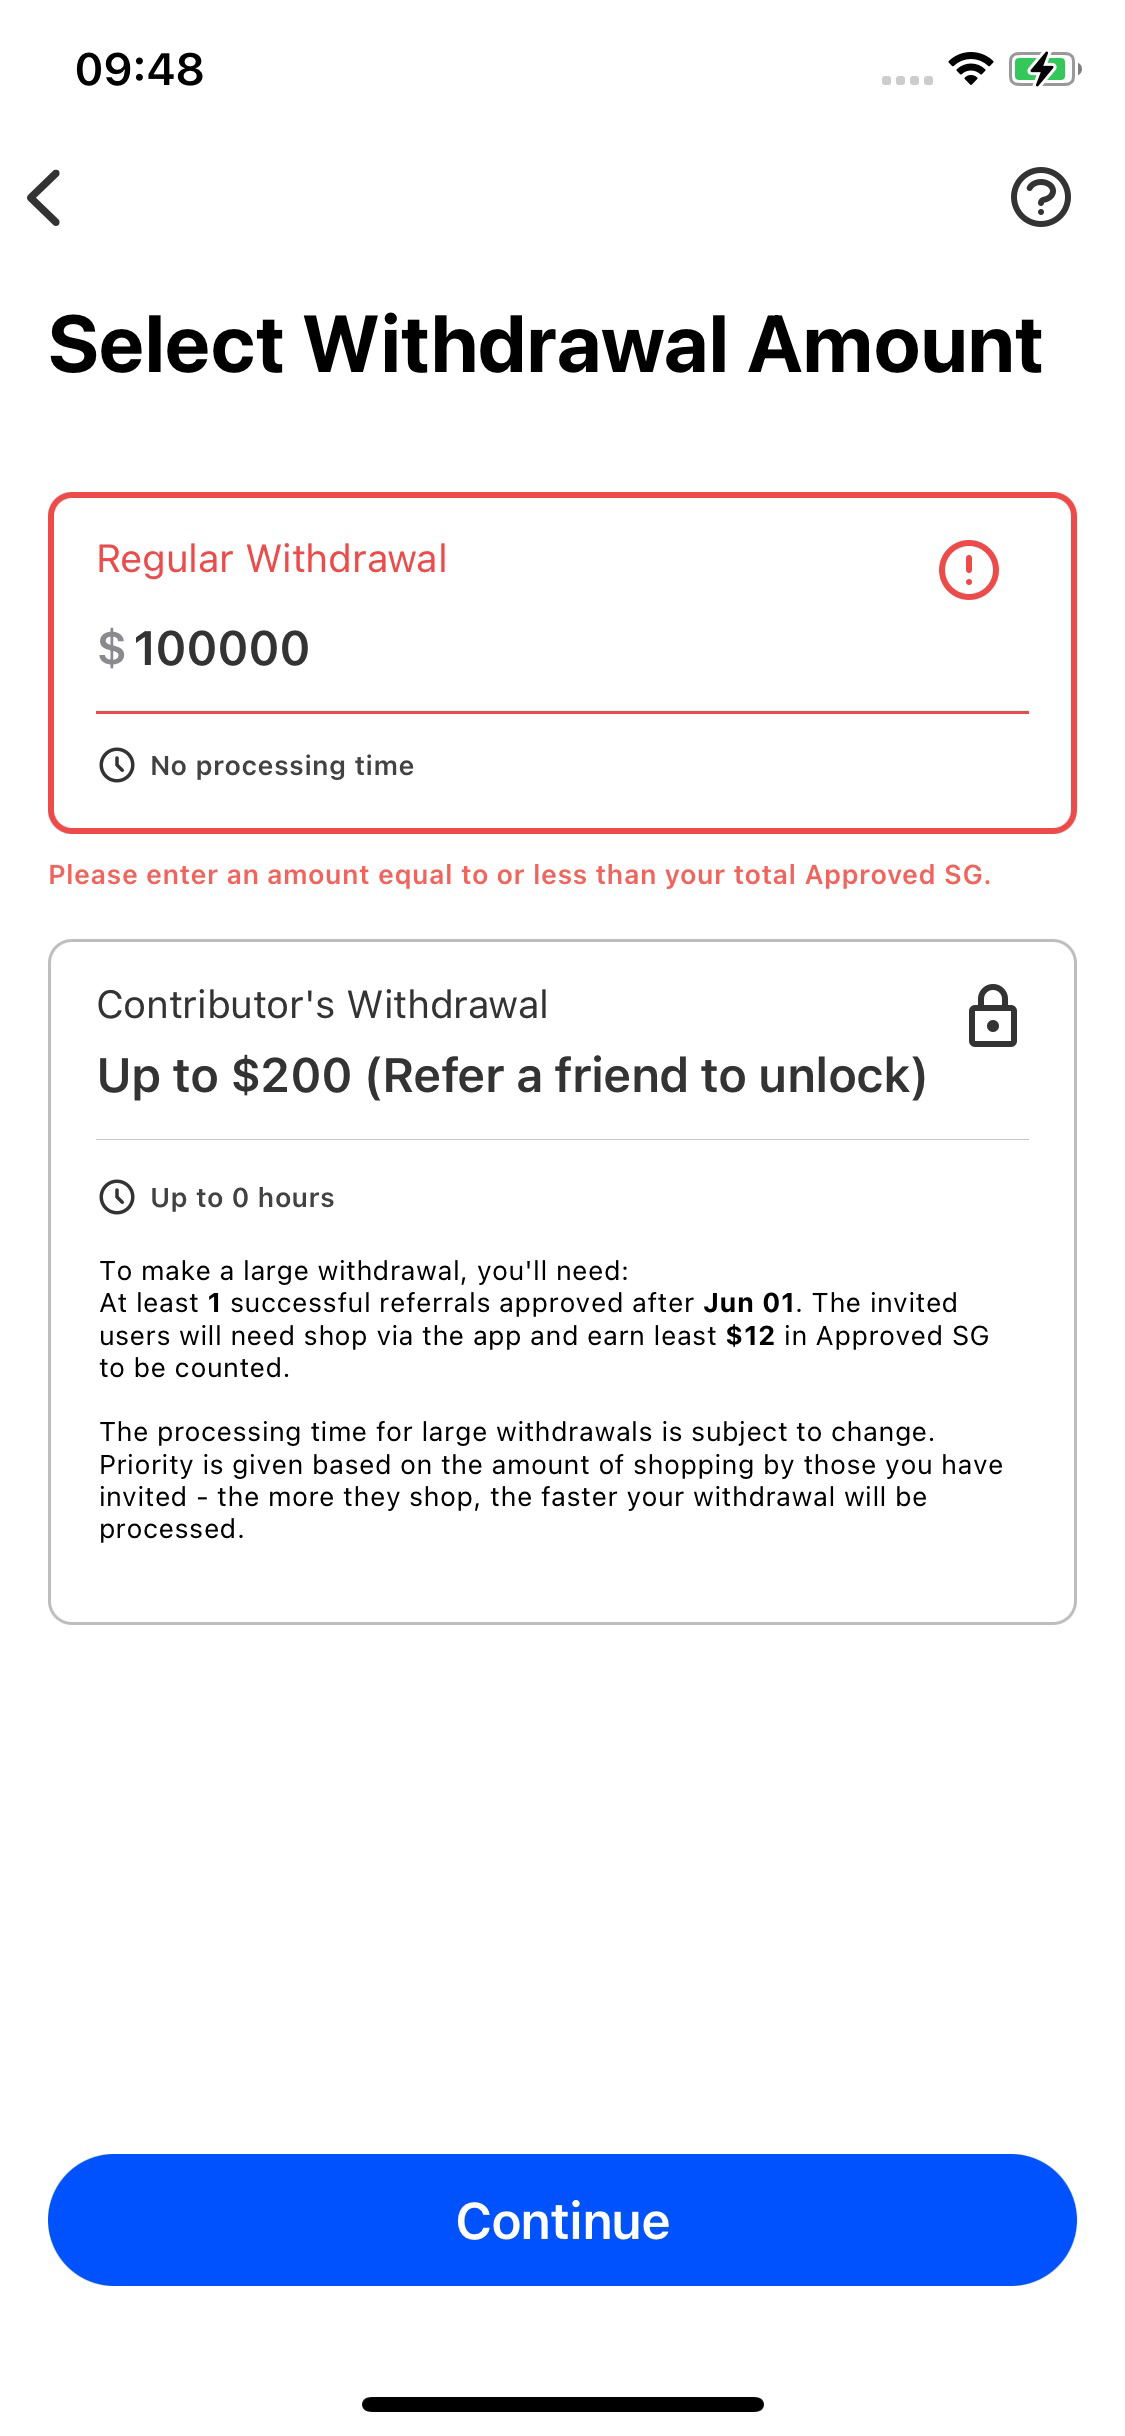 09:48
Select Withdrawal Amount
Regular Withdrawal
$ 100000
No processing time
Please enter an amount equal to or less than your total Approved SG.
Contributor's Withdrawal
Up to $200 (Refer a friend to unlock)
Up to 0 hours
To make a large withdrawal, you'll need:
At least 1 successful referrals approved after Jun 01. The invited
users will need shop via the app and earn least $12 in Approved SG
to be counted.
The processing time for large withdrawals is subject to change.
Priority is given based on the amount of shopping by those you have
invited - the more they shop, the faster your withdrawal will be
processed.
Continue